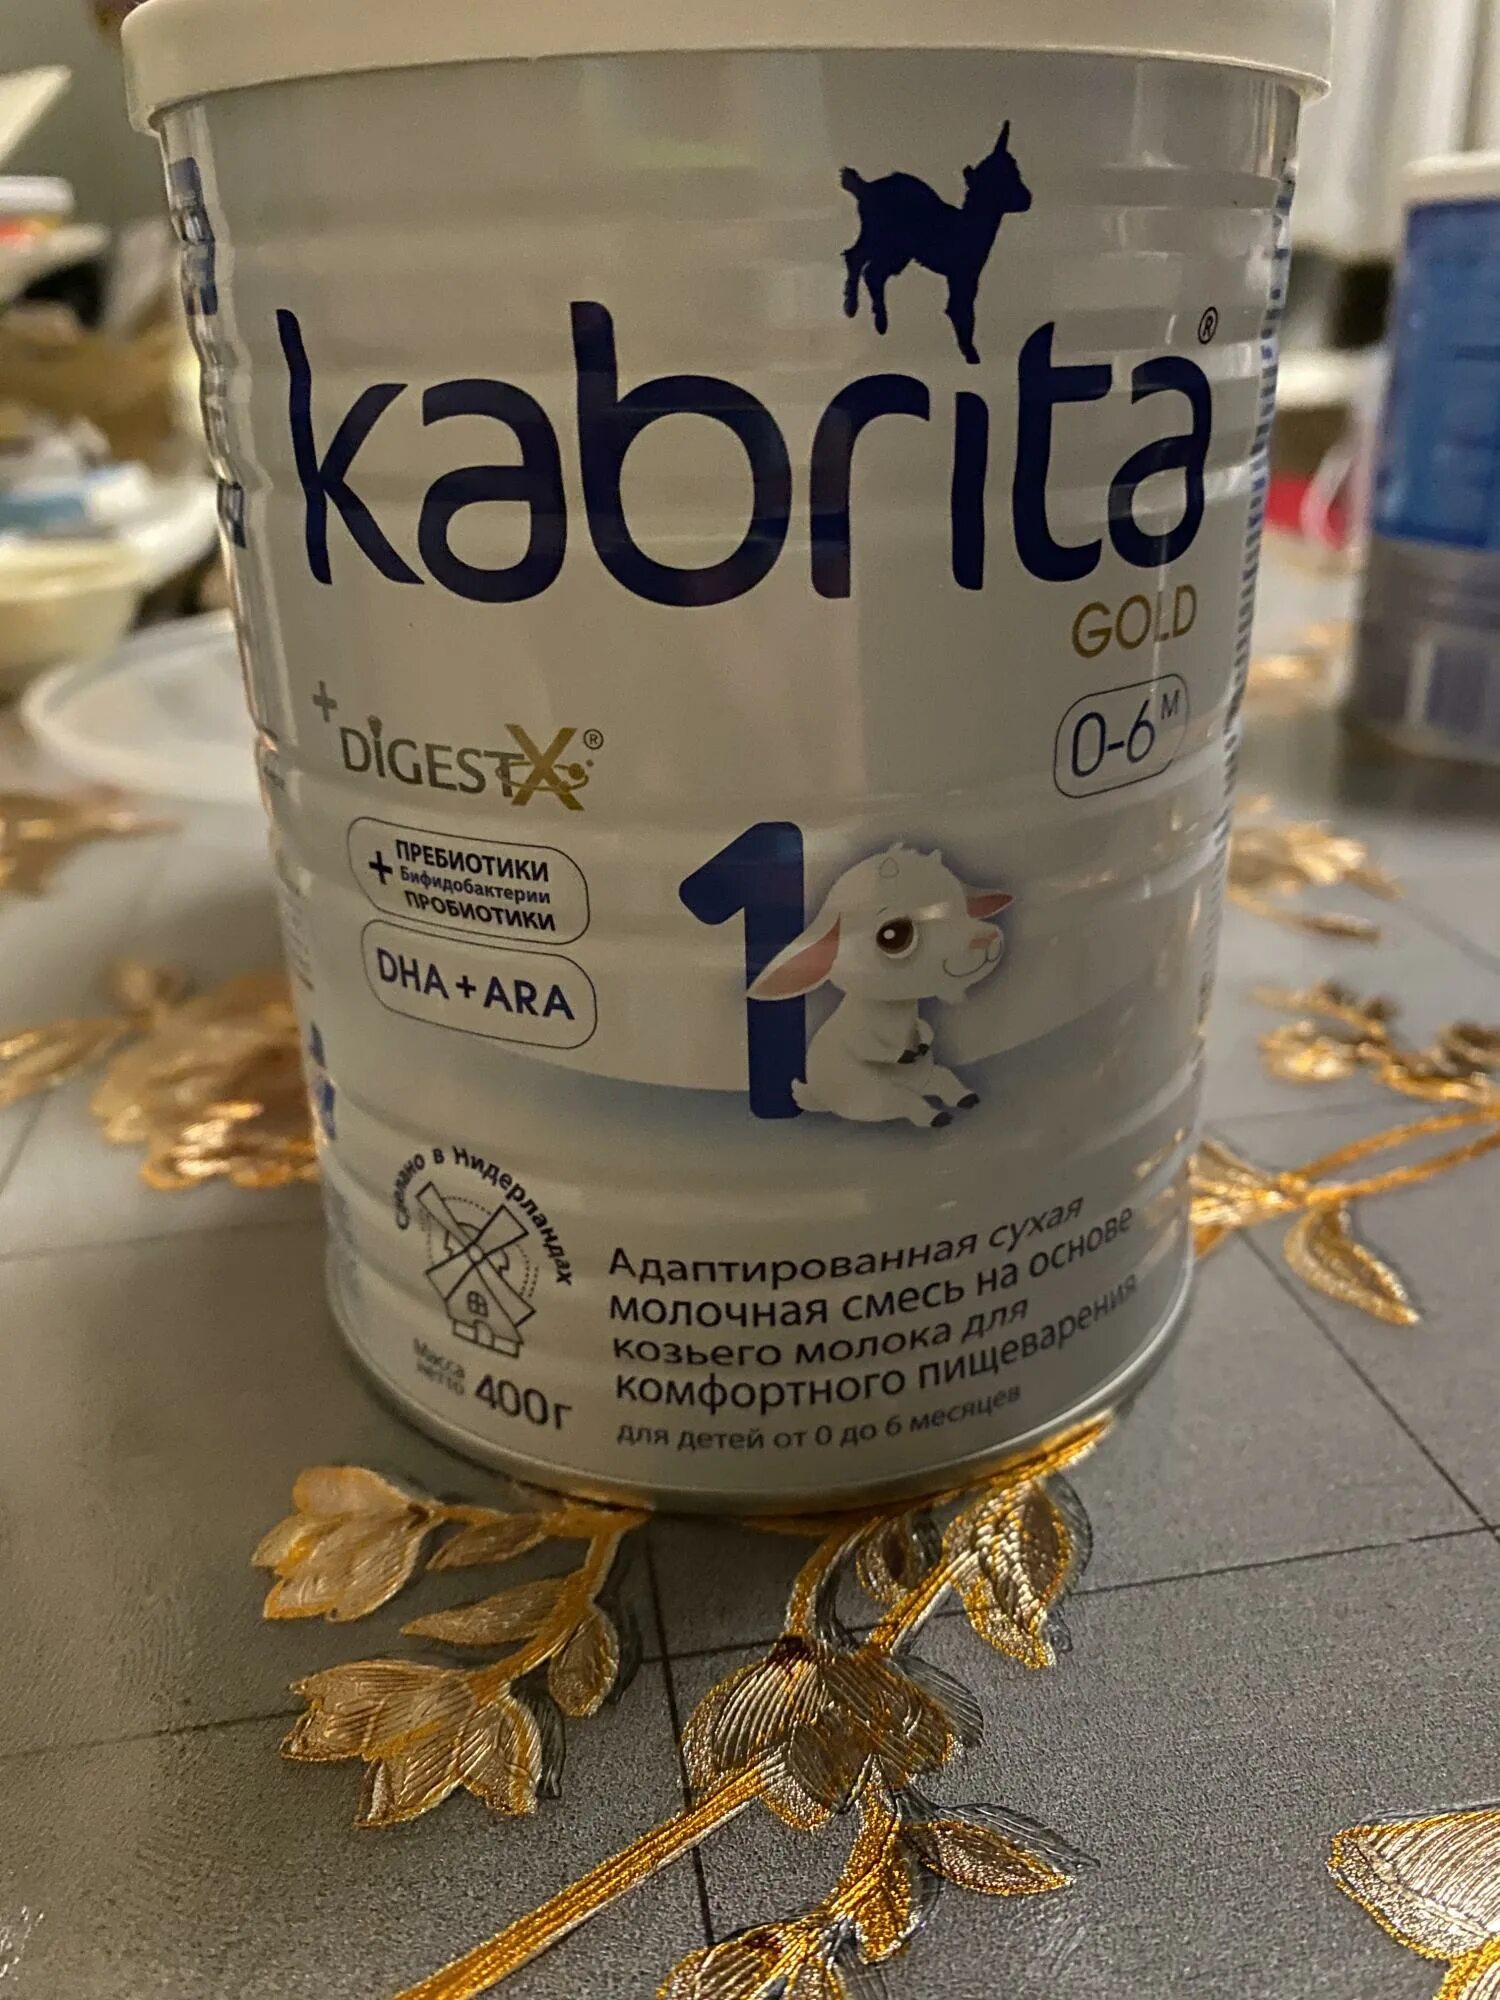 kabrita®
GOLD
0-6 М
+
DiGESTX®
+
ПРЕБИОТИКИ
Бифидобактерии
ПРОБИОТИКИ
DHA+ARA
1
Сделано в Нидерландах
Масса
нетто
400г
Адаптированная сухая
молочная смесь на основе
козьего молока для
комфортного пищеварения
для детей от 0 до 6 месяцев